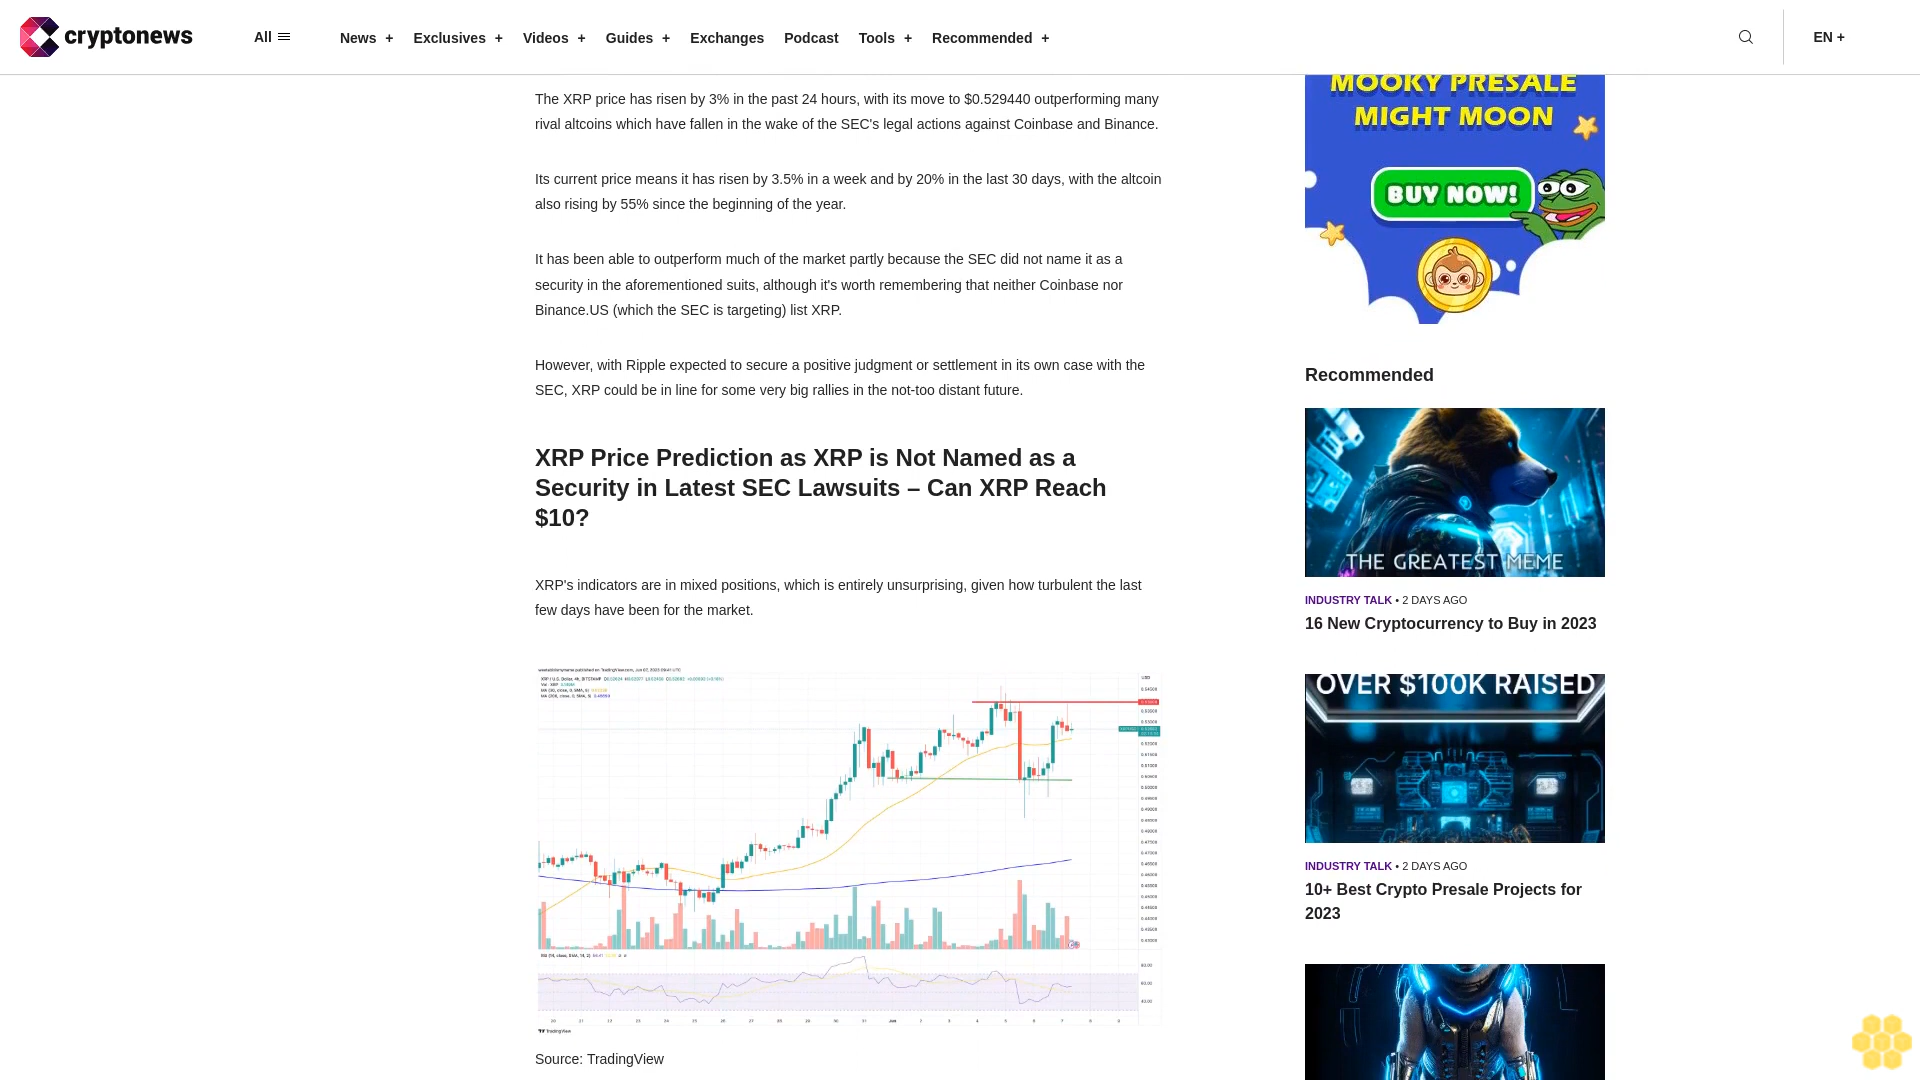 cryptonews
All
News +
Exclusives +
Videos +
Guides +
Exchanges
Podcast
Tools +
Recommended +
EN +
The XRP price has risen by 3% in the past 24 hours, with its move to $0.529440 outperforming many
rival altcoins which have fallen in the wake of the SEC's legal actions against Coinbase and Binance.
Its current price means it has risen by 3.5% in a week and by 20% in the last 30 days, with the altcoin
also rising by 55% since the beginning of the year.
It has been able to outperform much of the market partly because the SEC did not name it as a
security in the aforementioned suits, although it's worth remembering that neither Coinbase nor
Binance.US (which the SEC is targeting) list XRP.
However, with Ripple expected to secure a positive judgment or settlement in its own case with the
SEC, XRP could be in line for some very big rallies in the not-too distant future.
XRP Price Prediction as XRP is Not Named as a
Security in Latest SEC Lawsuits – Can XRP Reach
$10?
XRP's indicators are in mixed positions, which is entirely unsurprising, given how turbulent the last
few days have been for the market.
TradingView
Source: TradingView
MOOKY PRESALE
MIGHT MOON
BUY NOW!
Recommended
THE GREATEST MEME
INDUSTRY TALK • 2 DAYS AGO
16 New Cryptocurrency to Buy in 2023
OVER $100K RAISED
INDUSTRY TALK • 2 DAYS AGO
10+ Best Crypto Presale Projects for
2023